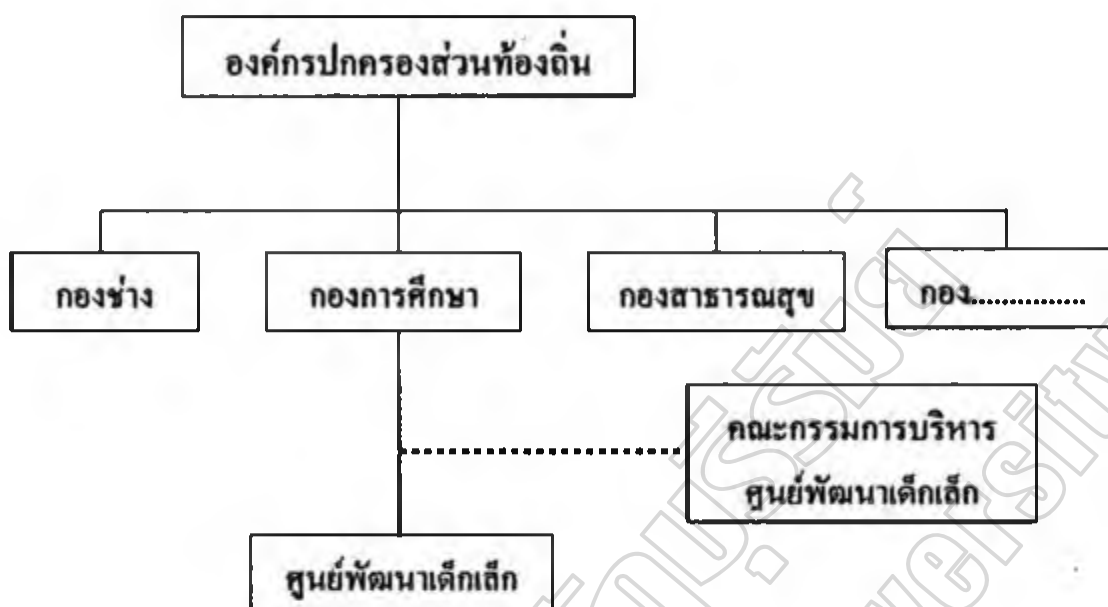 องค์กรปกครองส่วนท้องถิ่น
กองช่าง
กองการศึกษา
กองสาธารณสุข
กอง..............
คณะกรรมการบริหาร
ศูนย์พัฒนาเด็กเล็ก
ศูนย์พัฒนาเด็กเล็ก